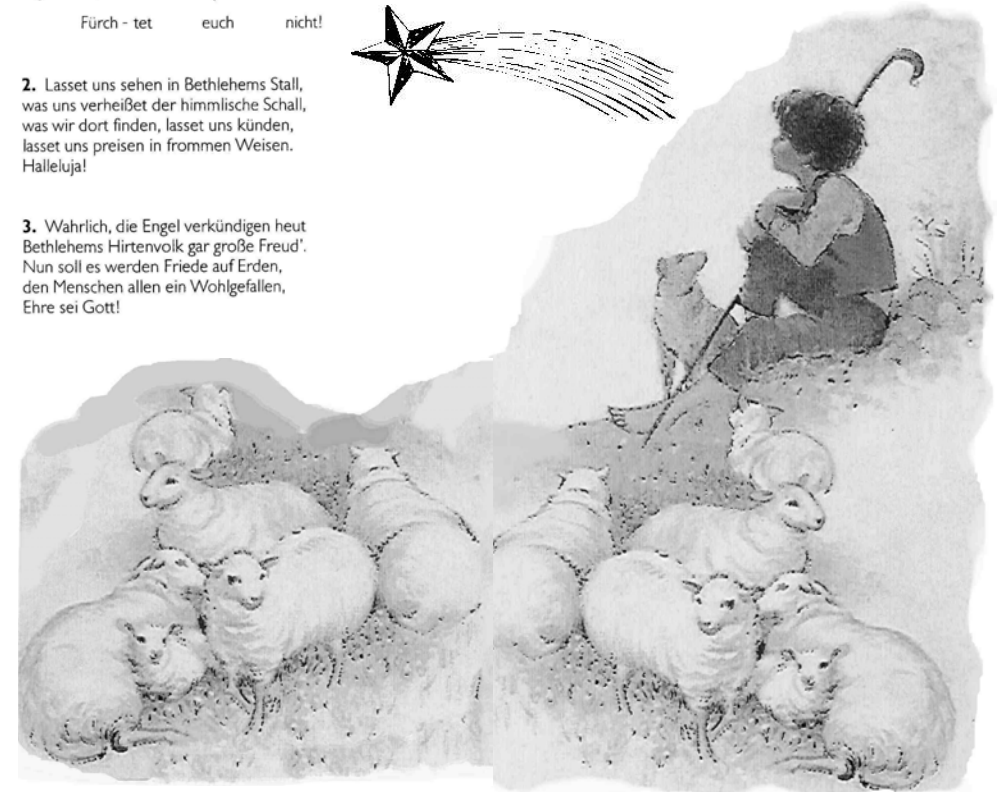 Fürch - tet euch nicht!
2. Lasset uns sehen in Bethlehems Stall,
was uns verheißet der himmlische Schall,
was wir dort finden, lasset uns künden,
lasset uns preisen in frommen Weisen.
Halleluja!
3. Wahrlich, die Engel verkündigen heut
Bethlehems Hirtenvolk gar große Freud'.
Nun soll es werden Friede auf Erden,
den Menschen allen ein Wohlgefallen,
Ehre sei Gott!